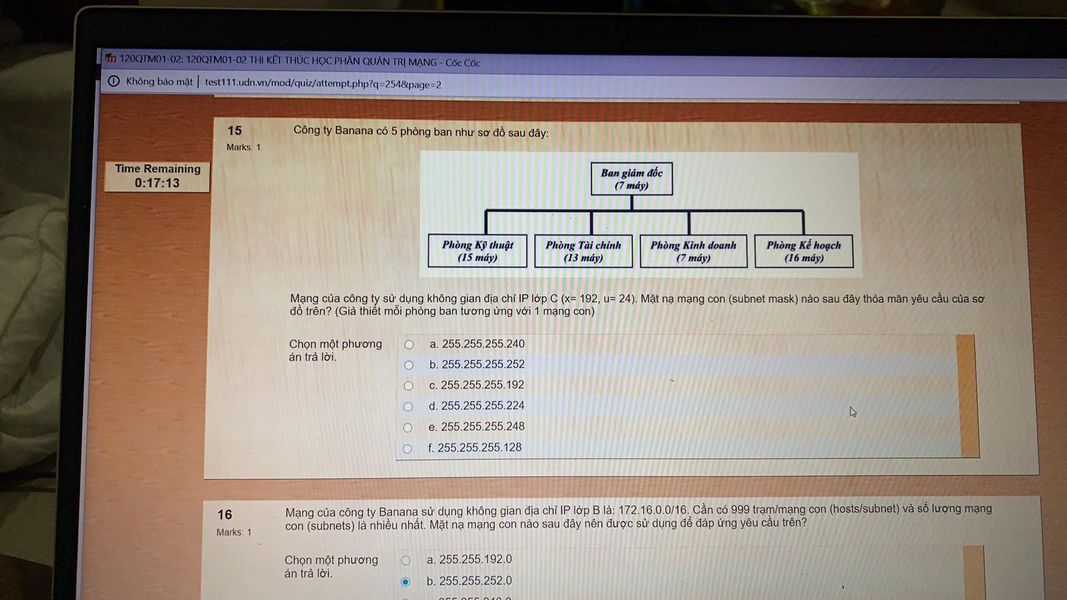 120QTM01-02: 120QTM01-02 THI KẾT THÚC HỌC PHẦN QUẢN TRỊ MẠNG - Cốc Cốc
Không bảo mật | test111.udn.vn/mod/quiz/attempt.php?q=254&page=2
15
Marks: 1
Time Remaining
0:17:13
Công ty Banana có 5 phòng ban như sơ đồ sau đây:
Ban giám đốc
(7 máy)
Phòng Kỹ thuật
(15 máy)
Phòng Tài chính
(13 máy)
Phòng Kinh doanh
(7 máy)
Phòng Kế hoạch
(16 máy)
Mạng của công ty sử dụng không gian địa chỉ IP lớp C (x= 192, u= 24). Mặt nạ mạng con (subnet mask) nào sau đây thỏa mãn yêu cầu của sơ
đồ trên? (Giả thiết mỗi phòng ban tương ứng với 1 mạng con)
Chọn một phương
án trả lời.
a. 255.255.255.240
b. 255.255.255.252
c. 255.255.255.192
d. 255.255.255.224
e. 255.255.255.248
f. 255.255.255.128
16
Marks: 1
Mạng của công ty Banana sử dụng không gian địa chỉ IP lớp B là: 172.16.0.0/16. Cần có 999 trạm/mạng con (hosts/subnet) và số lượng mạng
con (subnets) là nhiều nhất. Mặt nạ mạng con nào sau đây nên được sử dụng để đáp ứng yêu cầu trên?
Chọn một phương
án trả lời.
a. 255.255.192.0
b. 255.255.252.0